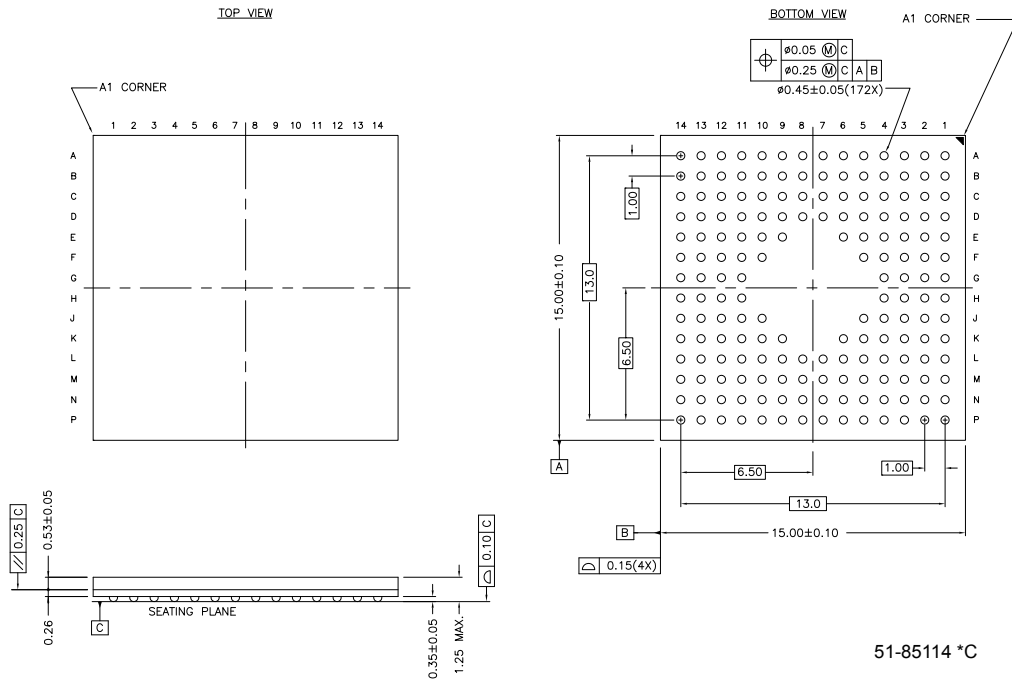 TOP VIEW
BOTTOM VIEW
A1 CORNER
ø0.05 Ⓜ C
ø0.25 Ⓜ C A B
ø0.45±0.05(172X)
A1 CORNER
1 2 3 4 5 6 7 8 9 10 11 12 13 14
14 13 12 11 10 9 8 7 6 5 4 3 2 1
A
B
C
D
E
F
G
H
J
K
L
M
N
P
A
B
C
D
E
F
G
H
J
K
L
M
N
P
1.00
13.0
15.00±0.10
6.50
A
6.50
1.00
13.0
B
15.00±0.10
0.15(4X)
0.25 C
0.53±0.05
0.10 C
SEATING PLANE
C
0.26
0.35±0.05
1.25 MAX.
51-85114 *C